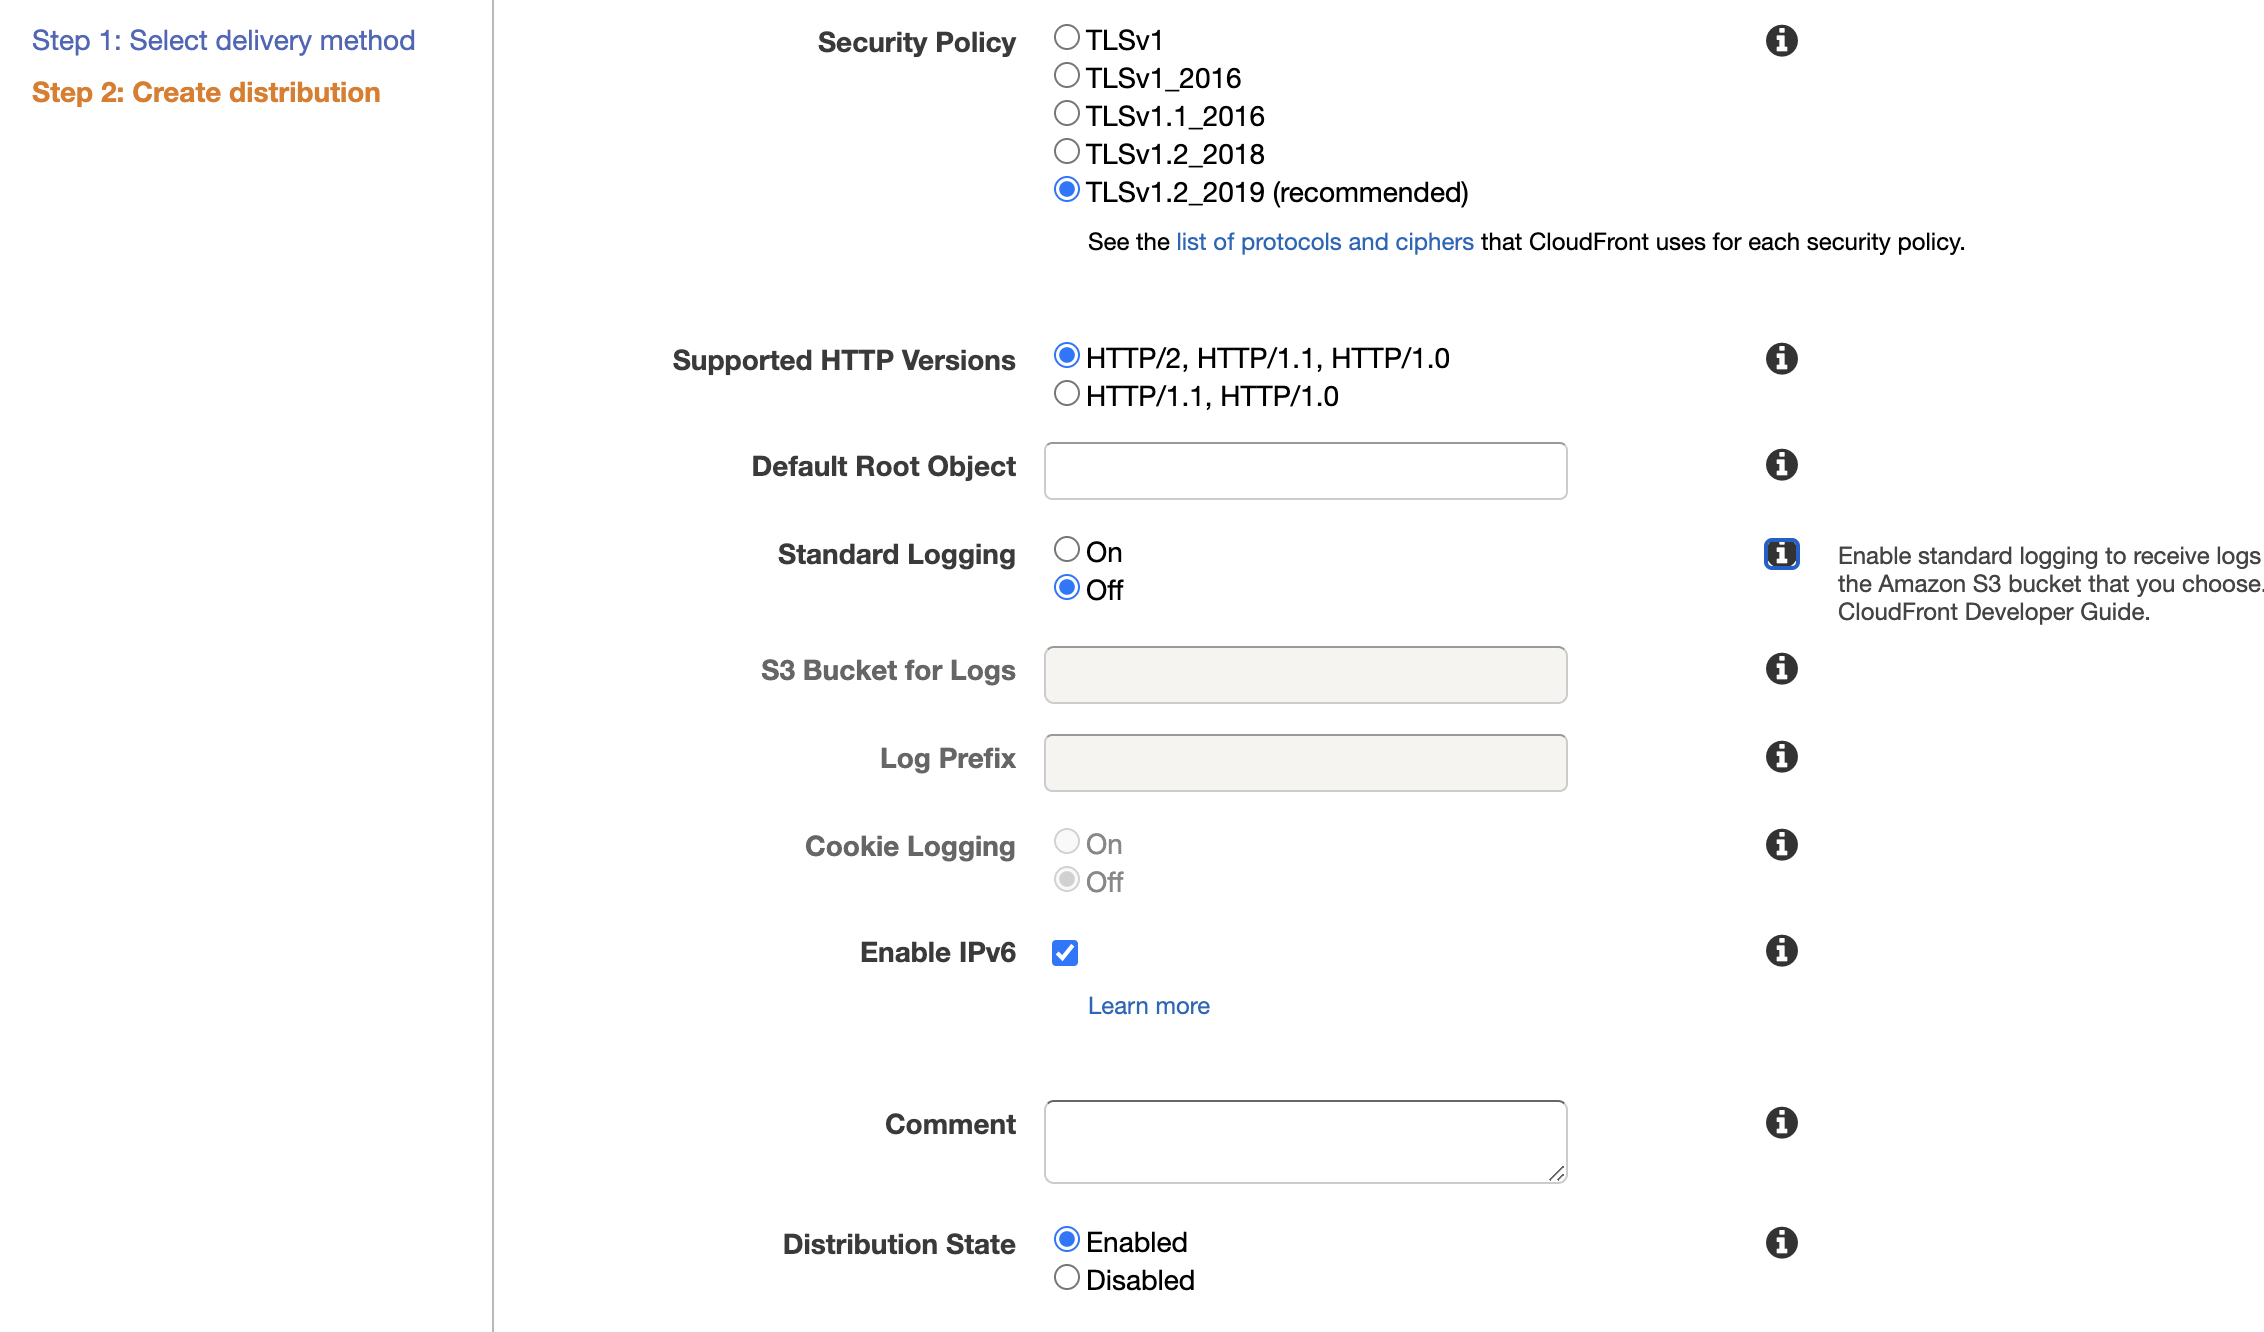 Step 1: Select delivery method
Step 2: Create distribution
Security Policy
TLSv1
TLSv1_2016
TLSv1.1_2016
TLSv1.2_2018
TLSv1.2_2019 (recommended)
See the list of protocols and ciphers that CloudFront uses for each security policy.
Supported HTTP Versions
HTTP/2, HTTP/1.1, HTTP/1.0
HTTP/1.1, HTTP/1.0
Default Root Object
Standard Logging
On
Off
Enable standard logging to receive logs
the Amazon S3 bucket that you choose.
CloudFront Developer Guide.
S3 Bucket for Logs
Log Prefix
Cookie Logging
On
Off
Enable IPv6
Learn more
Comment
Distribution State
Enabled
Disabled